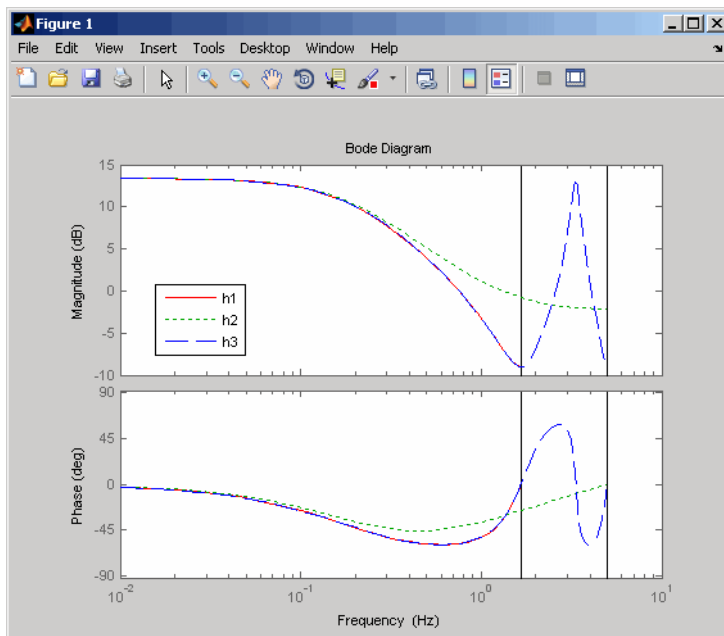 Figure 1
File Edit View Insert Tools Desktop Window Help
Bode Diagram
Magnitude (dB)
15
10
5
0
-5
-10
h1
h2
h3
Phase (deg)
90
45
0
-45
-90
10^-2
10^-1
10^0
10^1
Frequency (Hz)